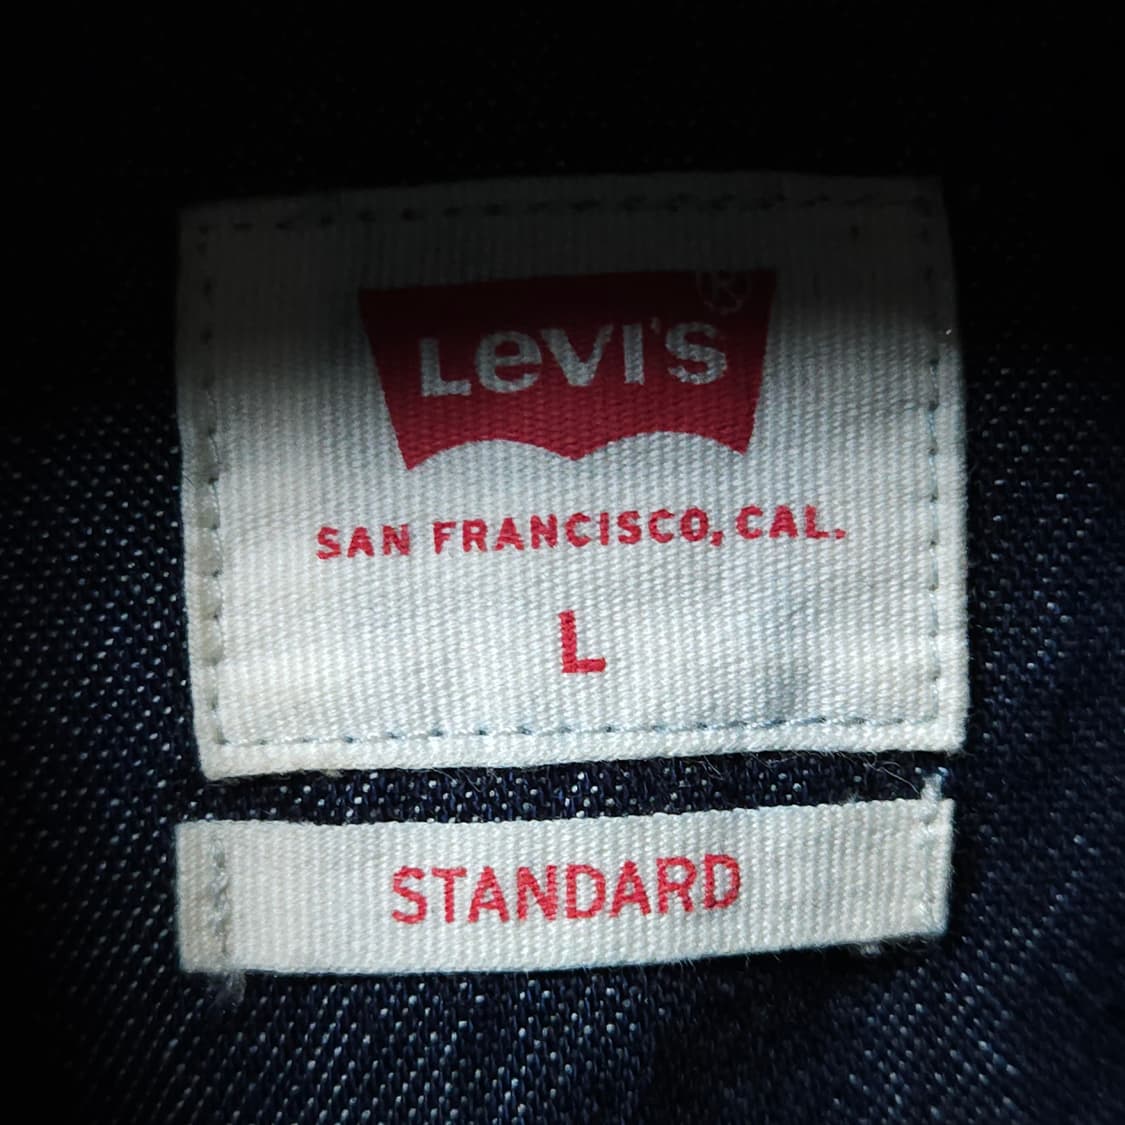 Levi's ®
SAN FRANCISCO, CAL.
L
STANDARD